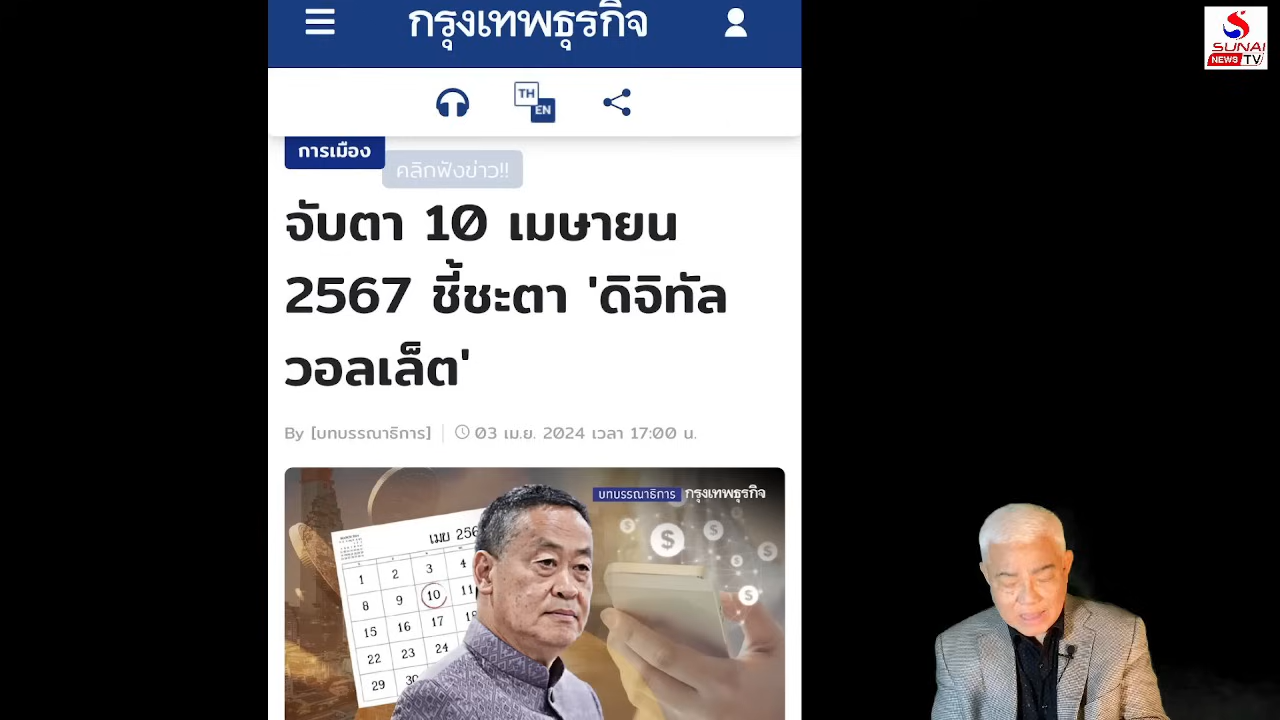 กรุงเทพธุรกิจ
SUNAI
NEWS TV
TH
EN
การเมือง
คลิกฟังข่าว!!
จับตา 10 เมษายน
2567 ชี้ชะตา 'ดิจิทัล
วอลเล็ต'
By [บทบรรณาธิการ] 03 เม.ย. 2024 เวลา 17:00 น.
บทบรรณาธิการ กรุงเทพธุรกิจ
เมย 256
1 2 3 4
8 9 10 11
15 16 17 18
22 23 24
29 30